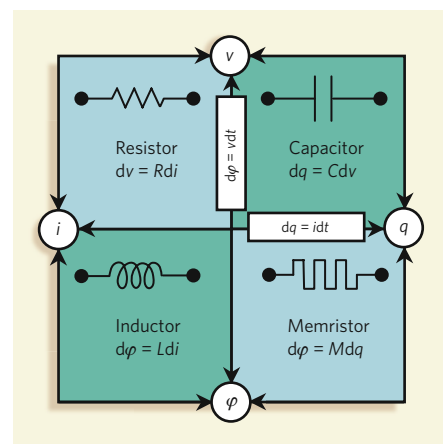 v
Resistor
dv = Rdi
Capacitor
dq = Cdv
dφ = vdt
i
dq = idt
q
Inductor
dφ = Ldi
Memristor
dφ = Mdq
φ